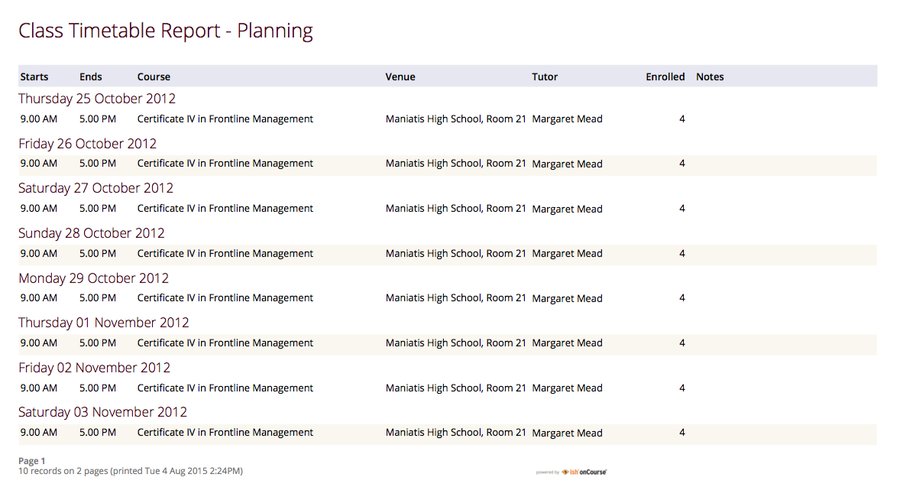 Class Timetable Report - Planning
Starts Ends Course Venue Tutor Enrolled Notes
Thursday 25 October 2012
9.00 AM 5.00 PM Certificate IV in Frontline Management Maniatis High School, Room 21 Margaret Mead 4
Friday 26 October 2012
9.00 AM 5.00 PM Certificate IV in Frontline Management Maniatis High School, Room 21 Margaret Mead 4
Saturday 27 October 2012
9.00 AM 5.00 PM Certificate IV in Frontline Management Maniatis High School, Room 21 Margaret Mead 4
Sunday 28 October 2012
9.00 AM 5.00 PM Certificate IV in Frontline Management Maniatis High School, Room 21 Margaret Mead 4
Monday 29 October 2012
9.00 AM 5.00 PM Certificate IV in Frontline Management Maniatis High School, Room 21 Margaret Mead 4
Thursday 01 November 2012
9.00 AM 5.00 PM Certificate IV in Frontline Management Maniatis High School, Room 21 Margaret Mead 4
Friday 02 November 2012
9.00 AM 5.00 PM Certificate IV in Frontline Management Maniatis High School, Room 21 Margaret Mead 4
Saturday 03 November 2012
9.00 AM 5.00 PM Certificate IV in Frontline Management Maniatis High School, Room 21 Margaret Mead 4
Page 1
10 records on 2 pages (printed Tue 4 Aug 2015 2:24PM)
powered by ish onCourse